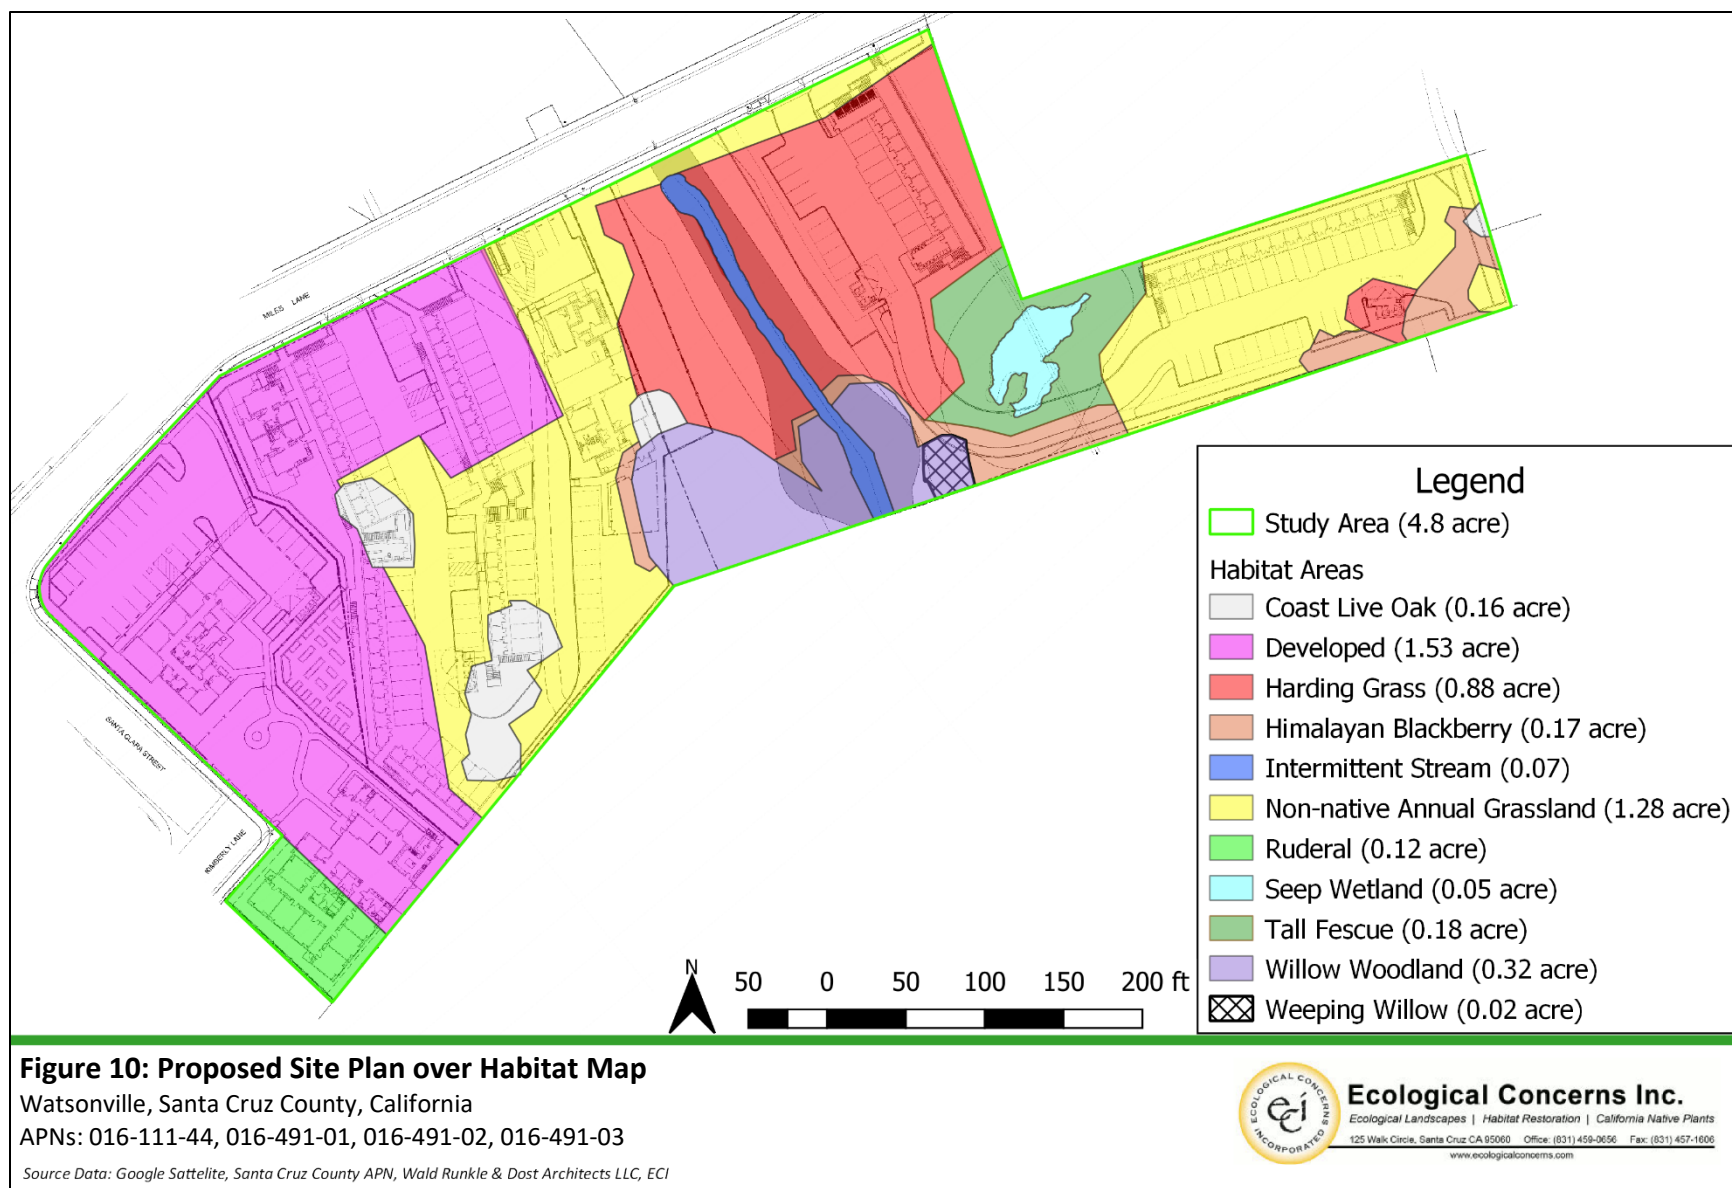 MILES LANE
SANTA CLARA STREET
KIMBERLY LANE
Legend
Study Area (4.8 acre)
Habitat Areas
Coast Live Oak (0.16 acre)
Developed (1.53 acre)
Harding Grass (0.88 acre)
Himalayan Blackberry (0.17 acre)
Intermittent Stream (0.07)
Non-native Annual Grassland (1.28 acre)
Ruderal (0.12 acre)
Seep Wetland (0.05 acre)
Tall Fescue (0.18 acre)
Willow Woodland (0.32 acre)
Weeping Willow (0.02 acre)
N
50 0 50 100 150 200 ft
Figure 10: Proposed Site Plan over Habitat Map
Watsonville, Santa Cruz County, California
APNs: 016-111-44, 016-491-01, 016-491-02, 016-491-03
Source Data: Google Sattelite, Santa Cruz County APN, Wald Runkle & Dost Architects LLC, ECI
ECOLOGICAL CONCERNS
eci
INCORPORATED
Ecological Concerns Inc.
Ecological Landscapes | Habitat Restoration | California Native Plants
125 Walk Circle, Santa Cruz CA 95060 Office: (831) 459-0656 Fax: (831) 457-1606
www.ecologicalconcerns.com